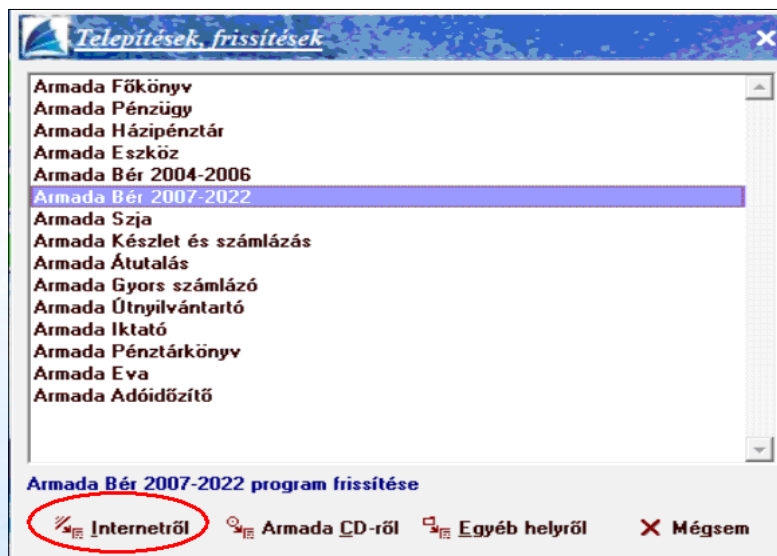 Telepítések, frissítések
Armada Főkönyv
Armada Pénzügy
Armada Házipénztár
Armada Eszköz
Armada Bér 2004-2006
Armada Bér 2007-2022
Armada Szja
Armada Készlet és számlázás
Armada Átutalás
Armada Gyors számlázó
Armada Útnyilvántartó
Armada Iktató
Armada Pénztárkönyv
Armada Eva
Armada Adóidőzítő
Armada Bér 2007-2022 program frissítése
Internetről Armada CD-ről Egyéb helyről Mégsem